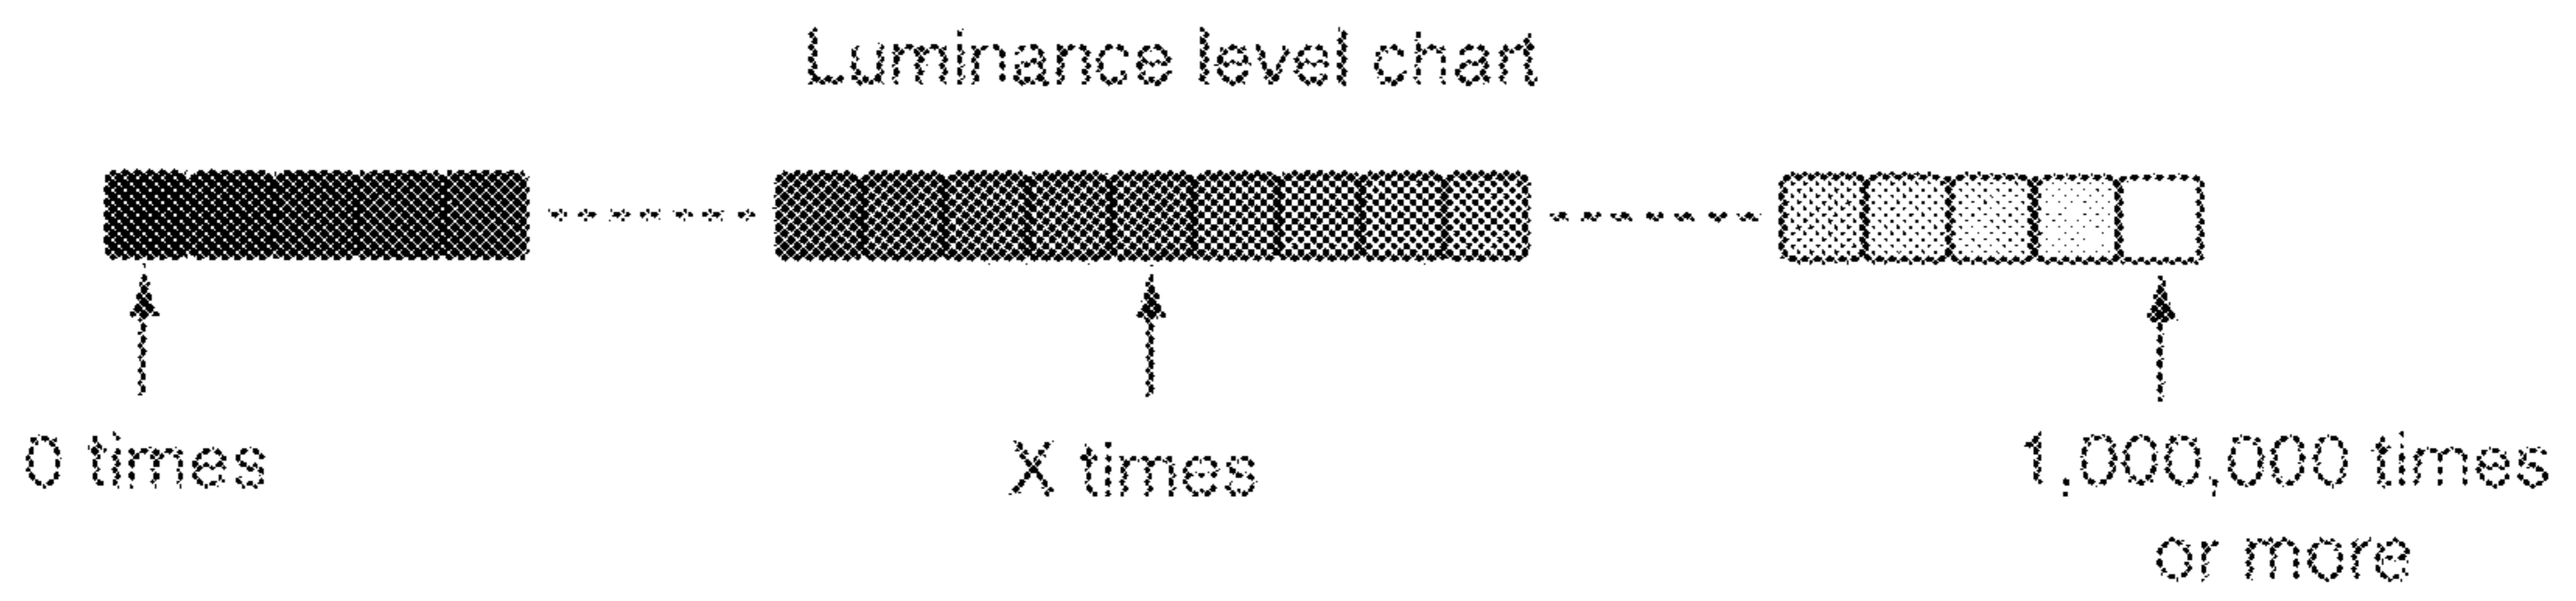 Luminance level chart
0 times
X times
1,000,000 times
or more